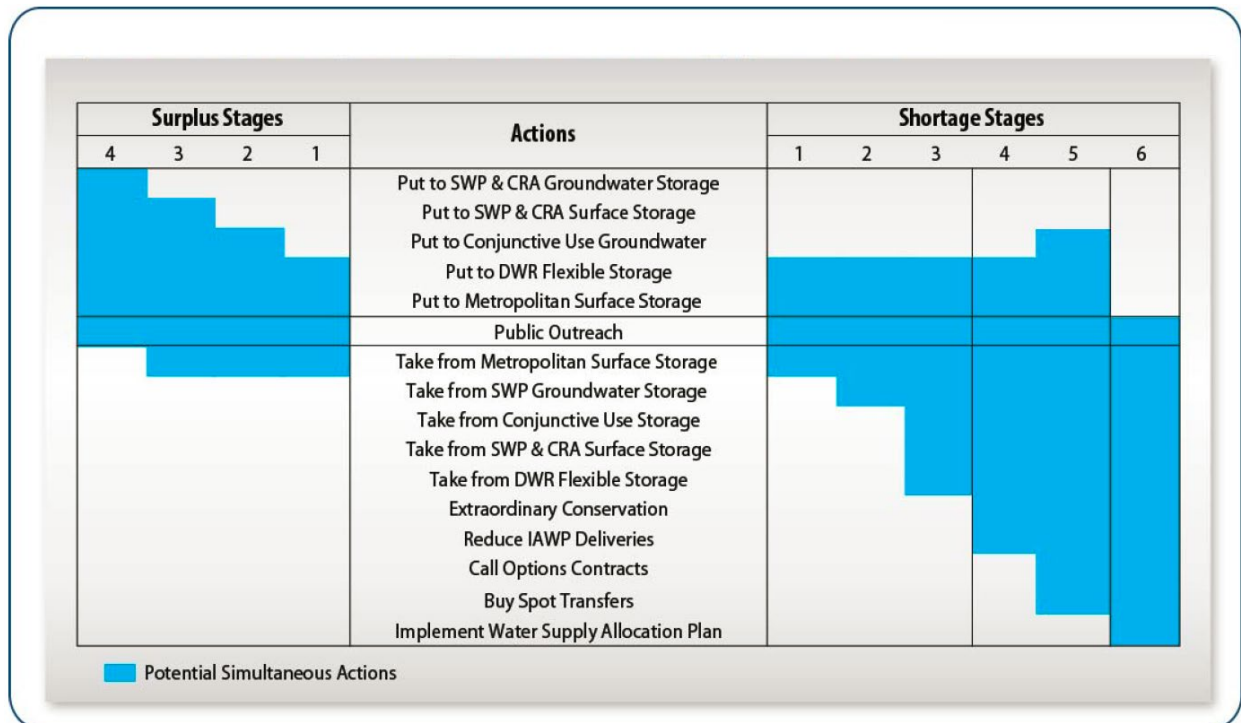 Surplus Stages
Actions
Shortage Stages
4 3 2 1
1 2 3 4 5 6
Put to SWP & CRA Groundwater Storage
Put to SWP & CRA Surface Storage
Put to Conjunctive Use Groundwater
Put to DWR Flexible Storage
Put to Metropolitan Surface Storage
Public Outreach
Take from Metropolitan Surface Storage
Take from SWP Groundwater Storage
Take from Conjunctive Use Storage
Take from SWP & CRA Surface Storage
Take from DWR Flexible Storage
Extraordinary Conservation
Reduce IAWP Deliveries
Call Options Contracts
Buy Spot Transfers
Implement Water Supply Allocation Plan
Potential Simultaneous Actions